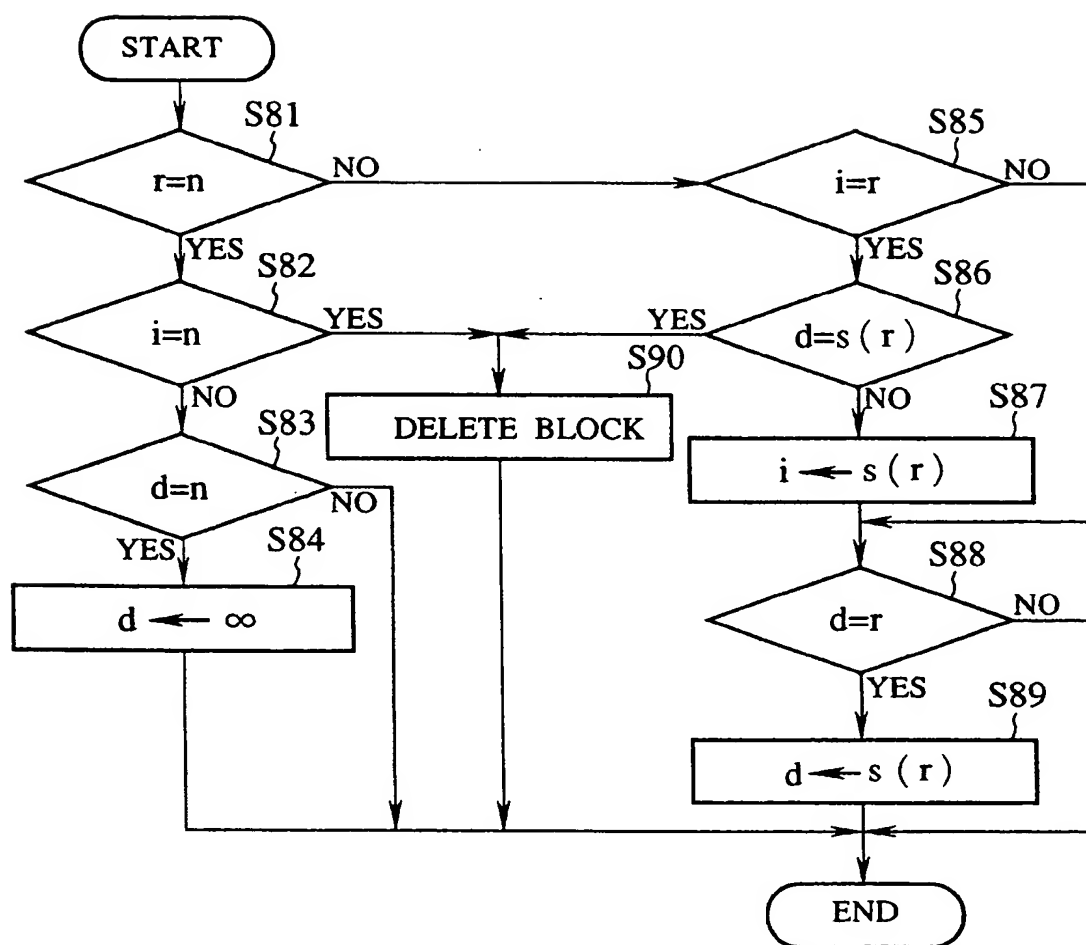 START
S81
r=n
NO
YES
S82
i=n
YES
NO
S83
d=n
NO
YES
S84
d ← ∞
S90
DELETE BLOCK
S85
i=r
NO
YES
S86
d=s(r)
YES
NO
S87
i ← s(r)
S88
d=r
NO
YES
S89
d ← s(r)
END